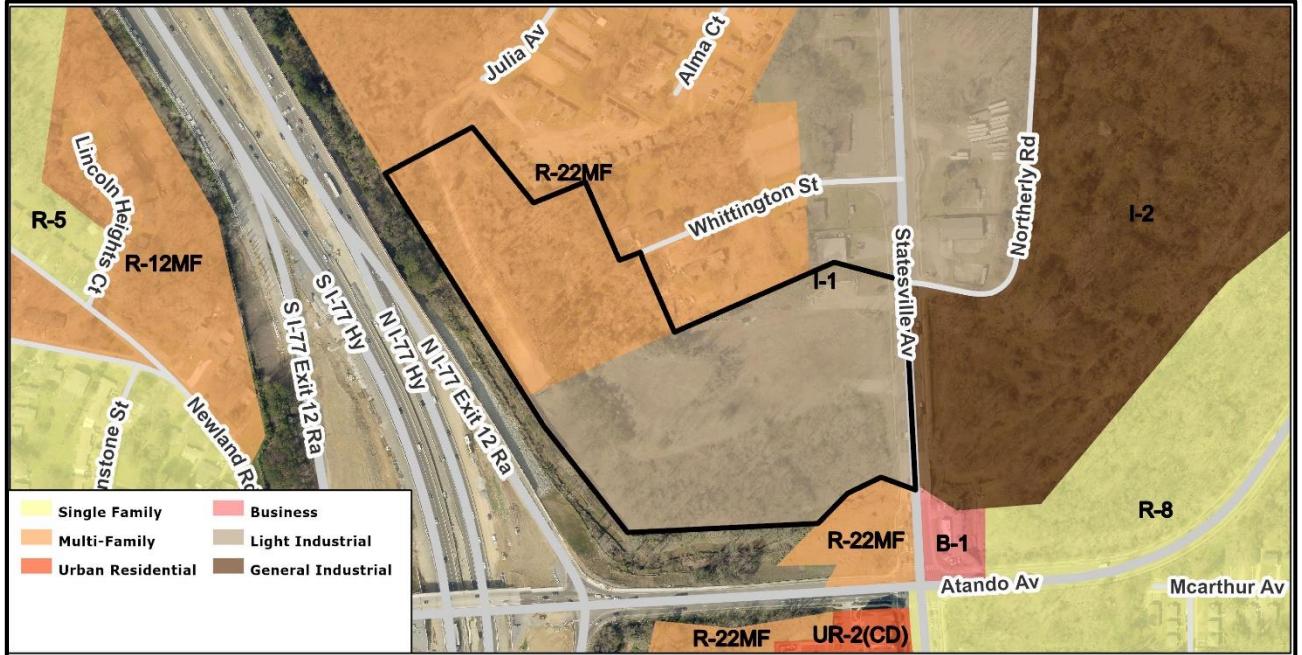 Julia Av
Alma Ct
Lincoln Heights Ct
R-22MF
Whittington St
Northerly Rd
I-2
R-5
R-12MF
Statesville Av
I-1
S I-77 Exit 12 Ra
S I-77 Hy
N I-77 Hy
N I-77 Exit 12 Ra
nstone St
Newland Rd
Single Family
Multi-Family
Urban Residential
Business
Light Industrial
General Industrial
R-22MF
B-1
R-8
Atando Av
Mcarthur Av
R-22MF
UR-2(CD)